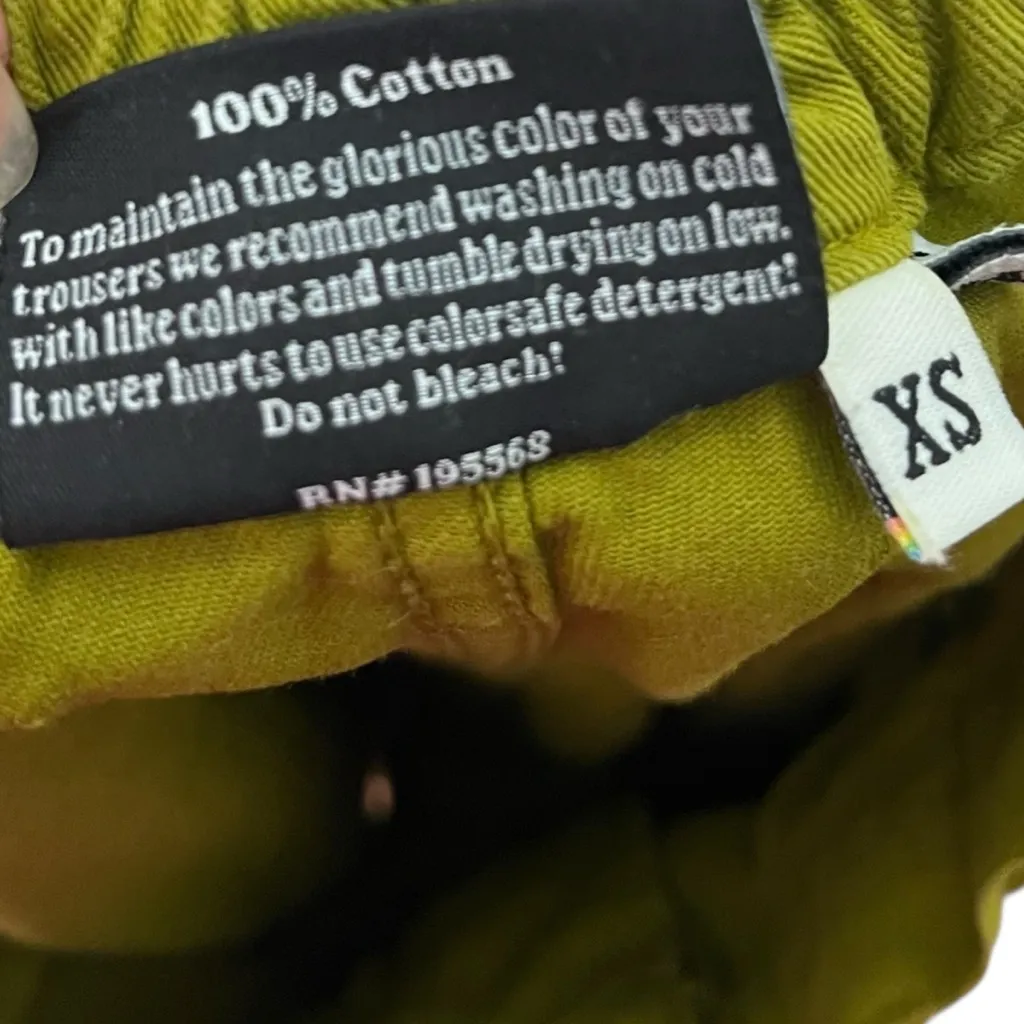 100% Cotton
To maintain the glorious color of your
trousers we recommend washing on cold
with like colors and tumble drying on low.
It never hurts to use colorsafe detergent!
Do not bleach!
RN# 195568
XS